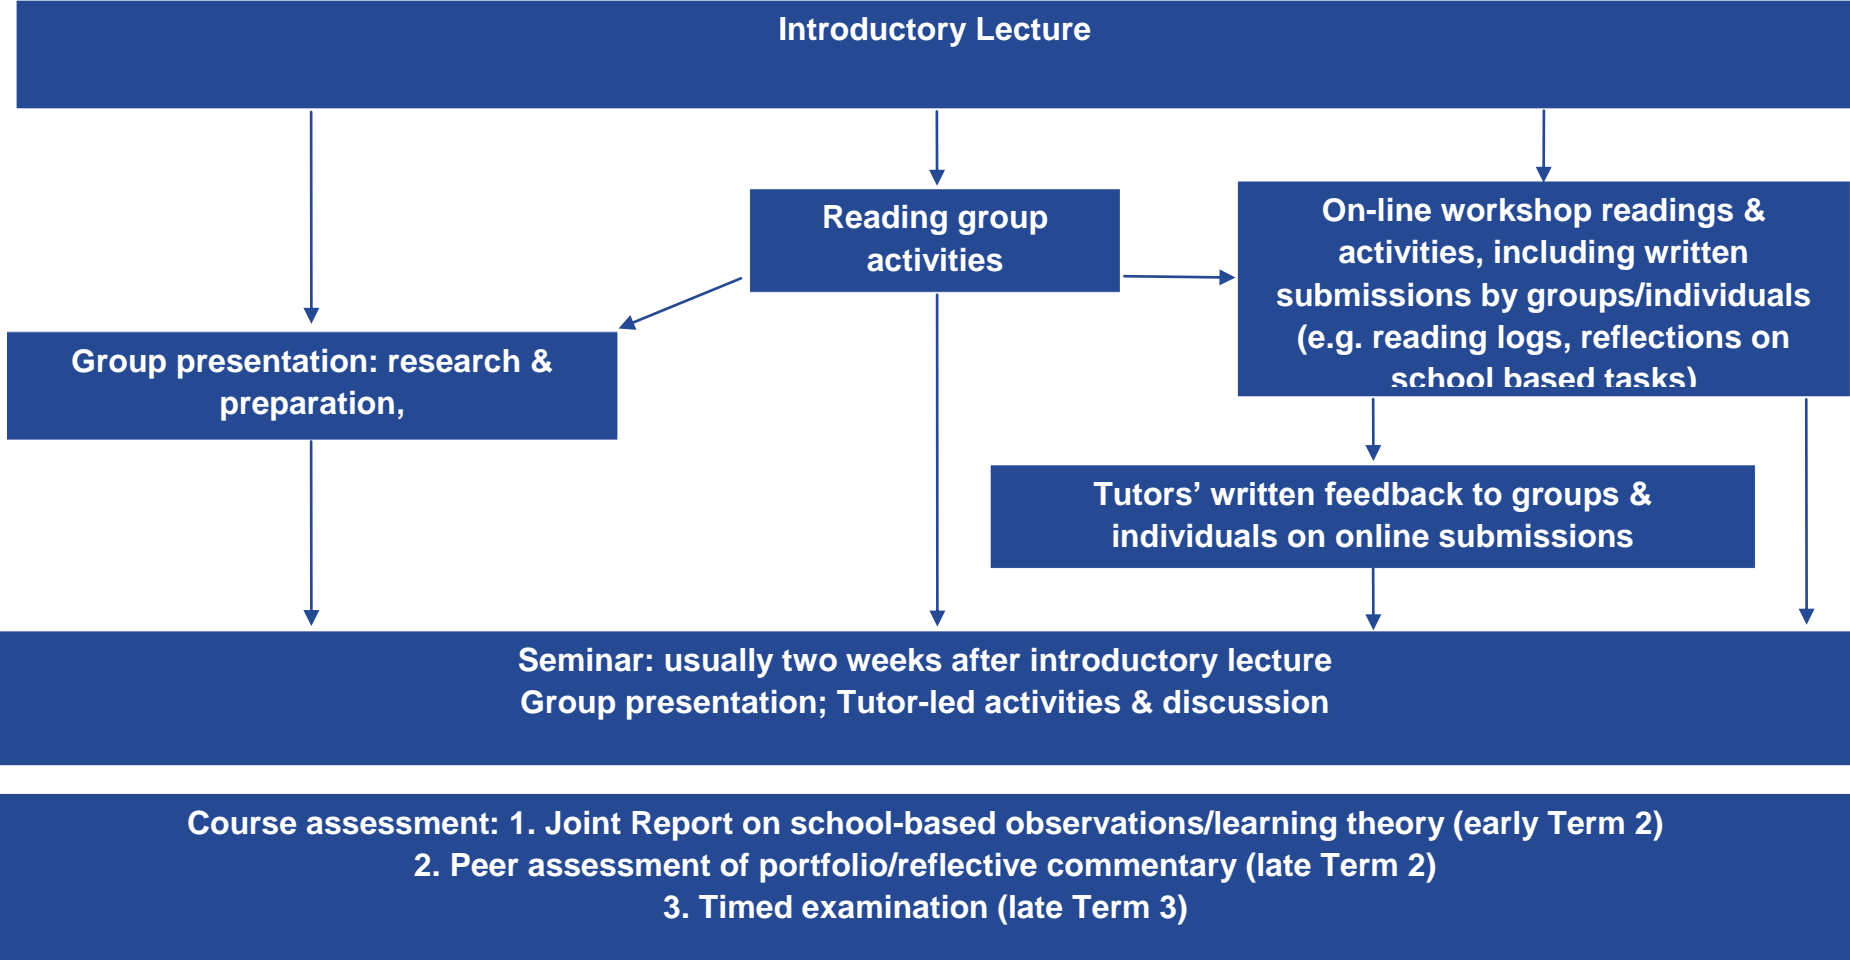 Introductory Lecture
Reading group
activities
On-line workshop readings &
activities, including written
submissions by groups/individuals
(e.g. reading logs, reflections on
school based tasks)
Group presentation: research &
preparation,
Tutors’ written feedback to groups &
individuals on online submissions
Seminar: usually two weeks after introductory lecture
Group presentation; Tutor-led activities & discussion
Course assessment: 1. Joint Report on school-based observations/learning theory (early Term 2)
2. Peer assessment of portfolio/reflective commentary (late Term 2)
3. Timed examination (late Term 3)